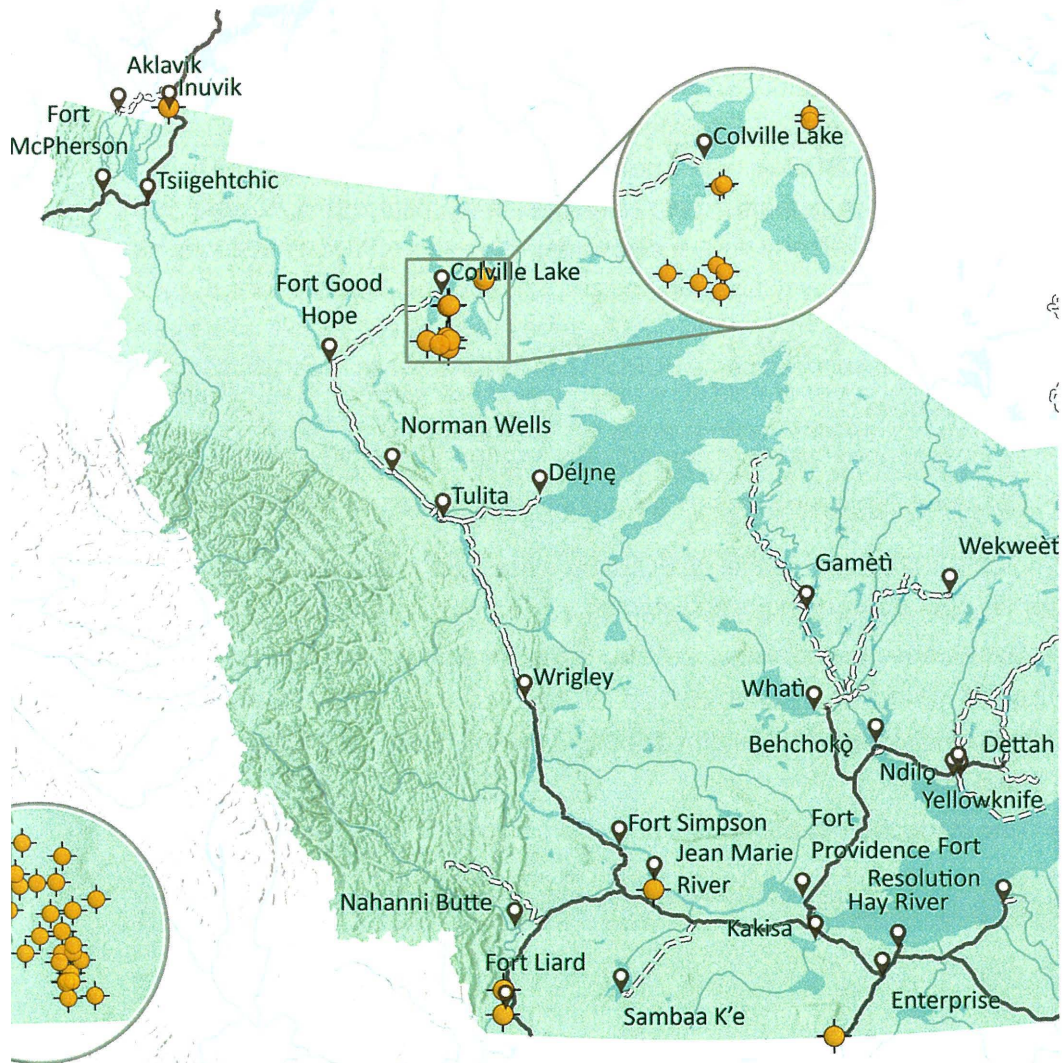 Aklavik
Inuvik
Fort
McPherson
Tsiigehtchic
Colville Lake
Colville Lake
Fort Good
Hope
Norman Wells
Délı̨nę
Tulita
Wekweèt
Gamètì
Wrigley
Whatì
Behchokǫ̀
Dettah
Ndilǫ
Yellowknife
Fort
Providence
Fort Simpson
Jean Marie
River
Fort
Resolution
Hay River
Nahanni Butte
Kakisa
Fort Liard
Sambaa K'e
Enterprise